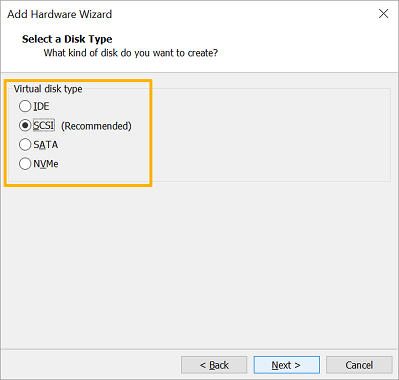 Add Hardware Wizard
Select a Disk Type
What kind of disk do you want to create?
Virtual disk type
IDE
SCSI (Recommended)
SATA
NVMe
< Back Next > Cancel